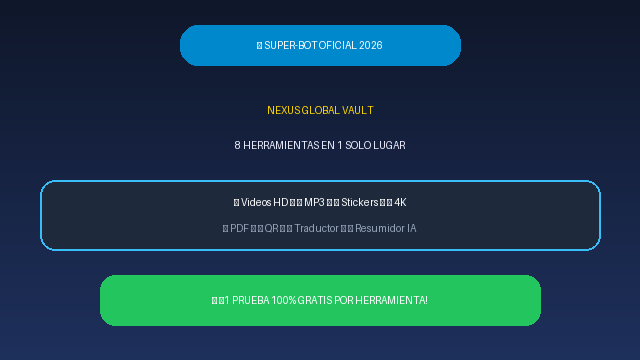 SUPER-BOT OFICIAL 2026
NEXUS GLOBAL VAULT
8 HERRAMIENTAS EN 1 SOLO LUGAR
Videos HD MP3 Stickers 4K
PDF QR Traductor Resumidor IA
1 PRUEBA 100% GRATIS POR HERRAMIENTA!